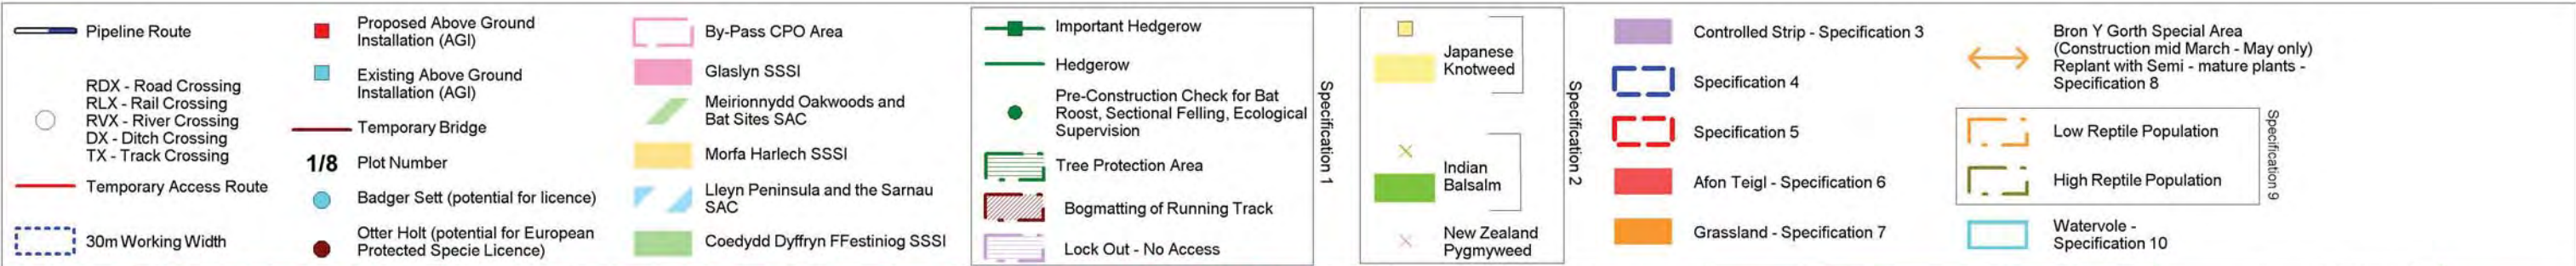 Pipeline Route
RDX - Road Crossing
RLX - Rail Crossing
RVX - River Crossing
DX - Ditch Crossing
TX - Track Crossing
Temporary Access Route
30m Working Width
Proposed Above Ground
Installation (AGI)
Existing Above Ground
Installation (AGI)
Temporary Bridge
1/8 Plot Number
Badger Sett (potential for licence)
Otter Holt (potential for European
Protected Specie Licence)
By-Pass CPO Area
Glaslyn SSSI
Meirionnydd Oakwoods and
Bat Sites SAC
Morfa Harlech SSSI
Lleyn Peninsula and the Sarnau
SAC
Coedydd Dyffryn FFestiniog SSSI
Important Hedgerow
Hedgerow
Pre-Construction Check for Bat
Roost, Sectional Felling, Ecological
Supervision
Tree Protection Area
Bogmatting of Running Track
Lock Out - No Access
Specification 1
Japanese
Knotweed
Indian
Balsalm
New Zealand
Pygmyweed
Specification 2
Controlled Strip - Specification 3
Specification 4
Specification 5
Afon Teigl - Specification 6
Grassland - Specification 7
Bron Y Gorth Special Area
(Construction mid March - May only)
Replant with Semi - mature plants -
Specification 8
Low Reptile Population
High Reptile Population
Specification 9
Watervole -
Specification 10